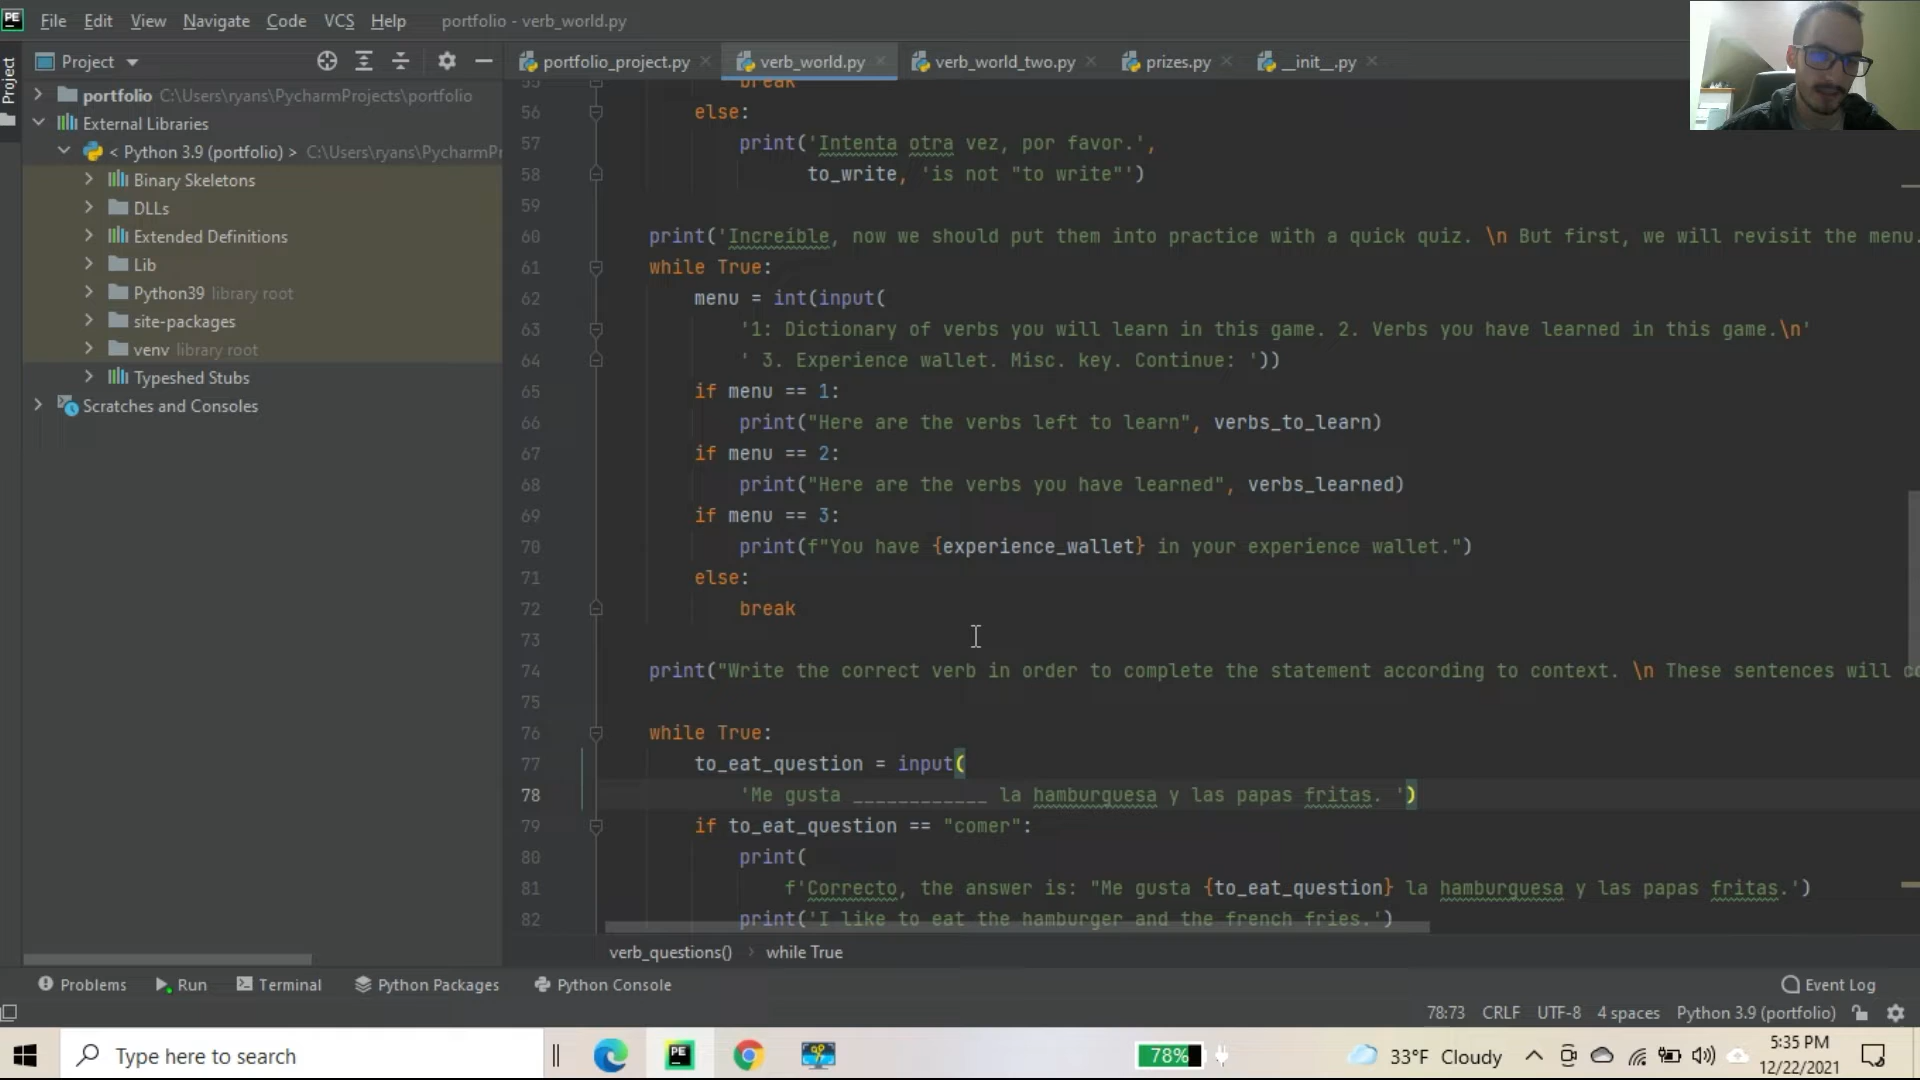 PE File Edit View Navigate Code VCS Help portfolio - verb_world.py
Project
Project
portfolio_project.py verb_world.py verb_world_two.py prizes.py __init__.py
portfolio C:\Users\ryans\PycharmProjects\portfolio
External Libraries
< Python 3.9 (portfolio) > C:\Users\ryans\PycharmPr
Binary Skeletons
DLLs
Extended Definitions
Lib
Python39 library root
site-packages
venv library root
Typeshed Stubs
Scratches and Consoles
55 break
56 else:
57 print('Intenta otra vez, por favor.',
58 to_write, 'is not "to write"')
59
60 print('Increíble, now we should put them into practice with a quick quiz. \n But first, we will revisit the menu.
61 while True:
62 menu = int(input(
63 '1: Dictionary of verbs you will learn in this game. 2. Verbs you have learned in this game.\n'
64 ' 3. Experience wallet. Misc. key. Continue: '))
65 if menu == 1:
66 print("Here are the verbs left to learn", verbs_to_learn)
67 if menu == 2:
68 print("Here are the verbs you have learned", verbs_learned)
69 if menu == 3:
70 print(f"You have {experience_wallet} in your experience wallet.")
71 else:
72 break
73
74 print("Write the correct verb in order to complete the statement according to context. \n These sentences will co
75
76 while True:
77 to_eat_question = input(
78 'Me gusta ____________ la hamburguesa y las papas fritas. ')
79 if to_eat_question == "comer":
80 print(
81 f'Correcto, the answer is: "Me gusta {to_eat_question} la hamburguesa y las papas fritas.')
82 print('I like to eat the hamburger and the french fries.')
verb_questions() while True
Problems Run Terminal Python Packages Python Console Event Log
78:73 CRLF UTF-8 4 spaces Python 3.9 (portfolio)
Type here to search PE 78% 33°F Cloudy 5:35 PM
12/22/2021